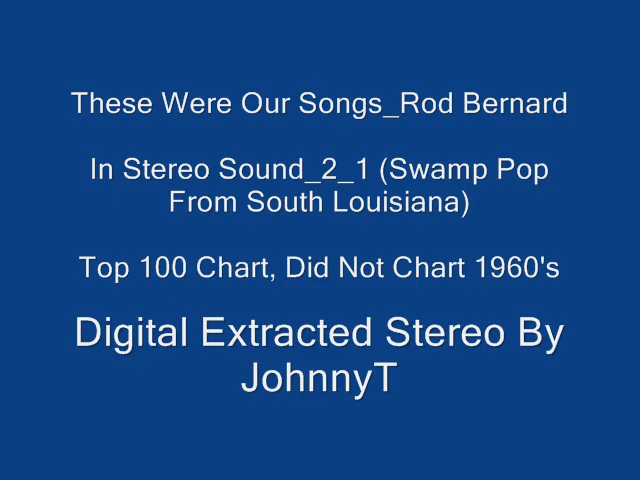 These Were Our Songs_Rod Bernard
In Stereo Sound_2_1 (Swamp Pop
From South Louisiana)
Top 100 Chart, Did Not Chart 1960's
Digital Extracted Stereo By
JohnnyT